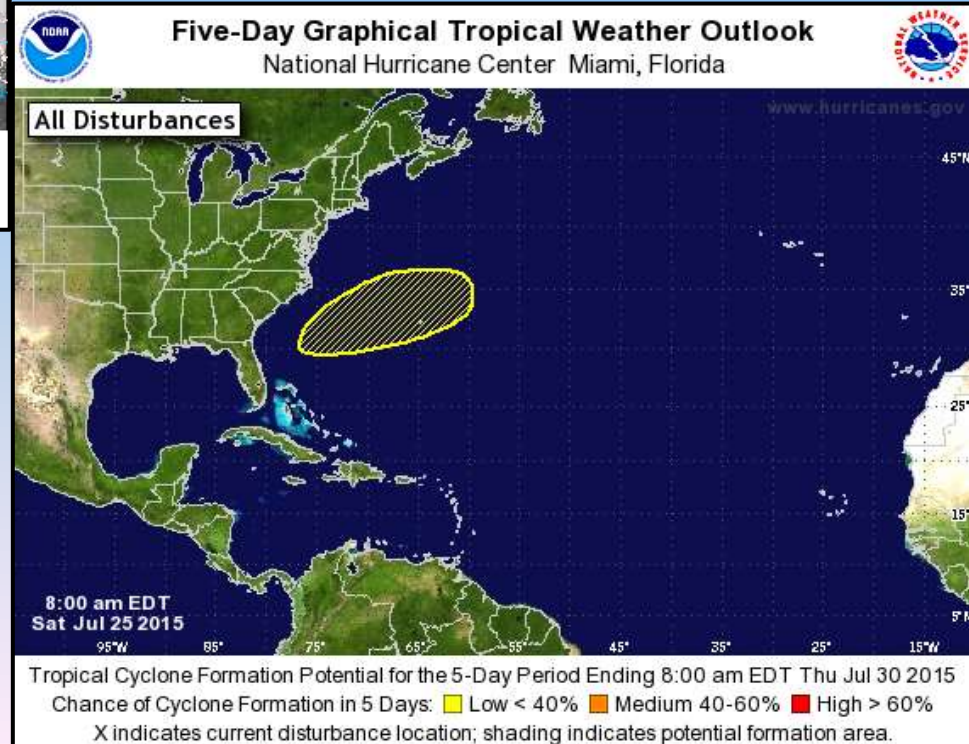 NOAA
Five-Day Graphical Tropical Weather Outlook
National Hurricane Center Miami, Florida
NATIONAL WEATHER SERVICE
All Disturbances
www.hurricanes.gov
45°N
35°
25°
15°
5°N
8:00 am EDT
Sat Jul 25 2015
95°W 85° 75° 65° 55° 45° 35° 25° 15°W
Tropical Cyclone Formation Potential for the 5-Day Period Ending 8:00 am EDT Thu Jul 30 2015
Chance of Cyclone Formation in 5 Days: Low < 40% Medium 40-60% High > 60%
X indicates current disturbance location; shading indicates potential formation area.